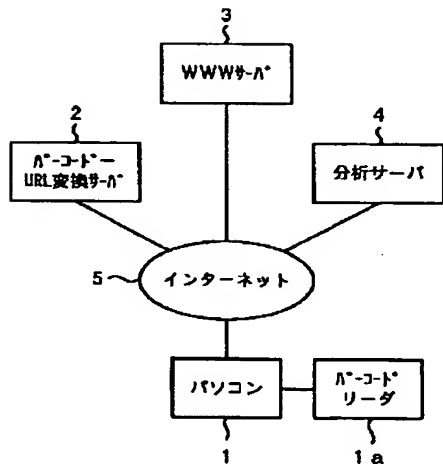 3
WWWサーバ
2
バーコードー
URL変換サーバ
4
分析サーバ
5
インターネット
パソコン
バーコード
リーダ
1
1a